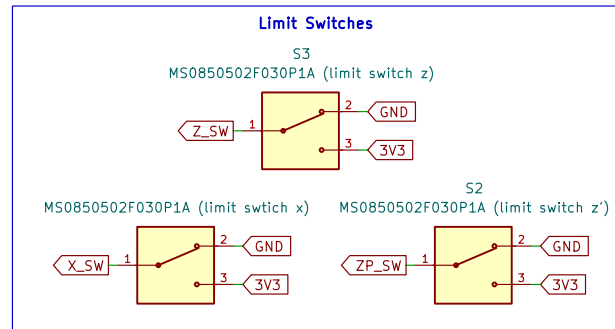 Limit Switches
S3
MS0850502F030P1A (limit switch z)
2 GND
Z_SW 1
3 3V3
S2
MS0850502F030P1A (limit swtich x)
MS0850502F030P1A (limit switch z')
2 GND
X_SW 1
3 3V3
2 GND
ZP_SW 1
3 3V3